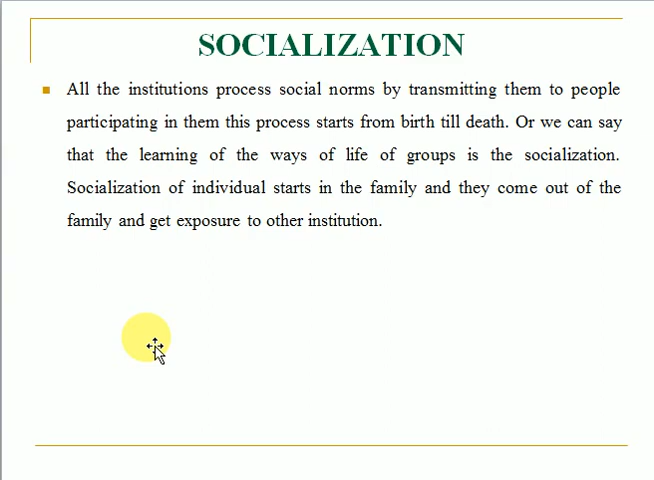 SOCIALIZATION
All the institutions process social norms by transmitting them to people
participating in them this process starts from birth till death. Or we can say
that the learning of the ways of life of groups is the socialization.
Socialization of individual starts in the family and they come out of the
family and get exposure to other institution.